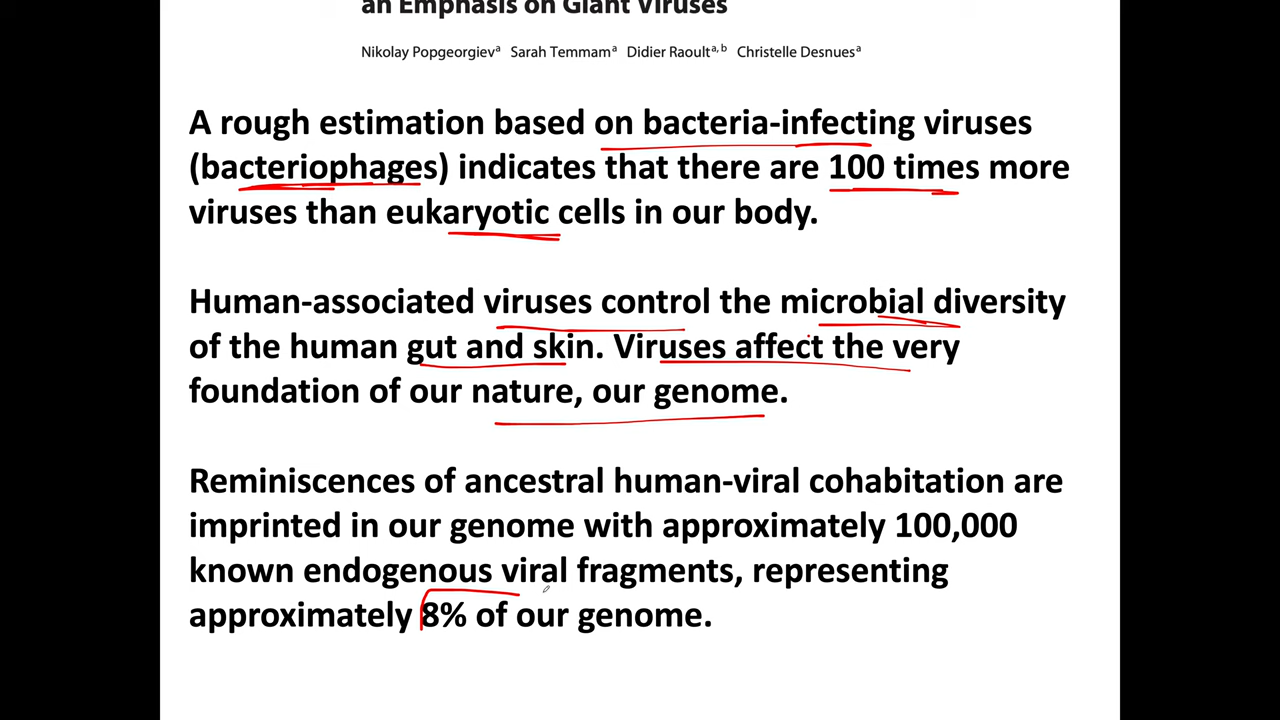 an Emphasis on Giant Viruses
Nikolay Popgeorgievᵃ Sarah Temmamᵃ Didier Raoultᵃ,ᵇ Christelle Desnuesᵃ
A rough estimation based on bacteria-infecting viruses
(bacteriophages) indicates that there are 100 times more
viruses than eukaryotic cells in our body.
Human-associated viruses control the microbial diversity
of the human gut and skin. Viruses affect the very
foundation of our nature, our genome.
Reminiscences of ancestral human-viral cohabitation are
imprinted in our genome with approximately 100,000
known endogenous viral fragments, representing
approximately 8% of our genome.